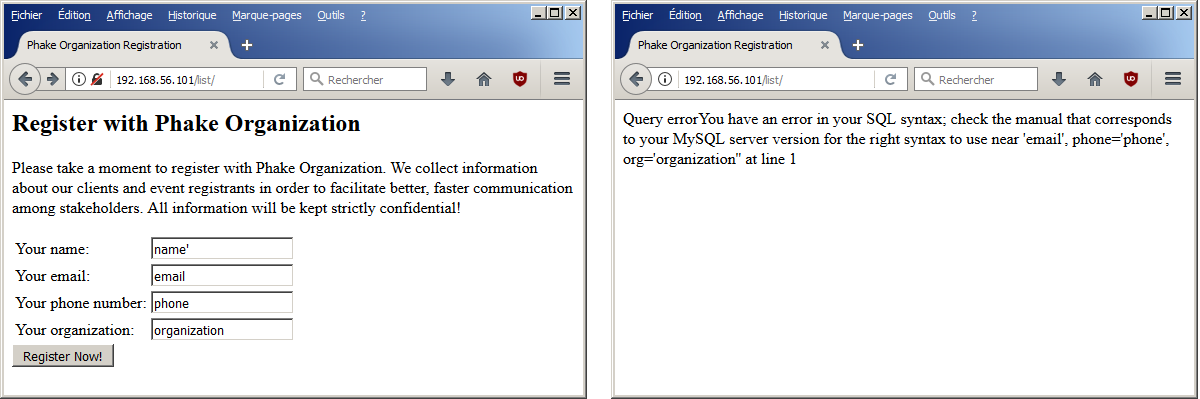 Fichier Édition Affichage Historique Marque-pages Outils ?
Phake Organization Registration
192.168.56.101/list/ Rechercher
Register with Phake Organization
Please take a moment to register with Phake Organization. We collect information
about our clients and event registrants in order to facilitate better, faster communication
among stakeholders. All information will be kept strictly confidential!
Your name: name'
Your email: email
Your phone number: phone
Your organization: organization
Register Now!
Fichier Édition Affichage Historique Marque-pages Outils ?
Phake Organization Registration
192.168.56.101/list/ Rechercher
Query errorYou have an error in your SQL syntax; check the manual that corresponds
to your MySQL server version for the right syntax to use near 'email', phone='phone',
org='organization'' at line 1